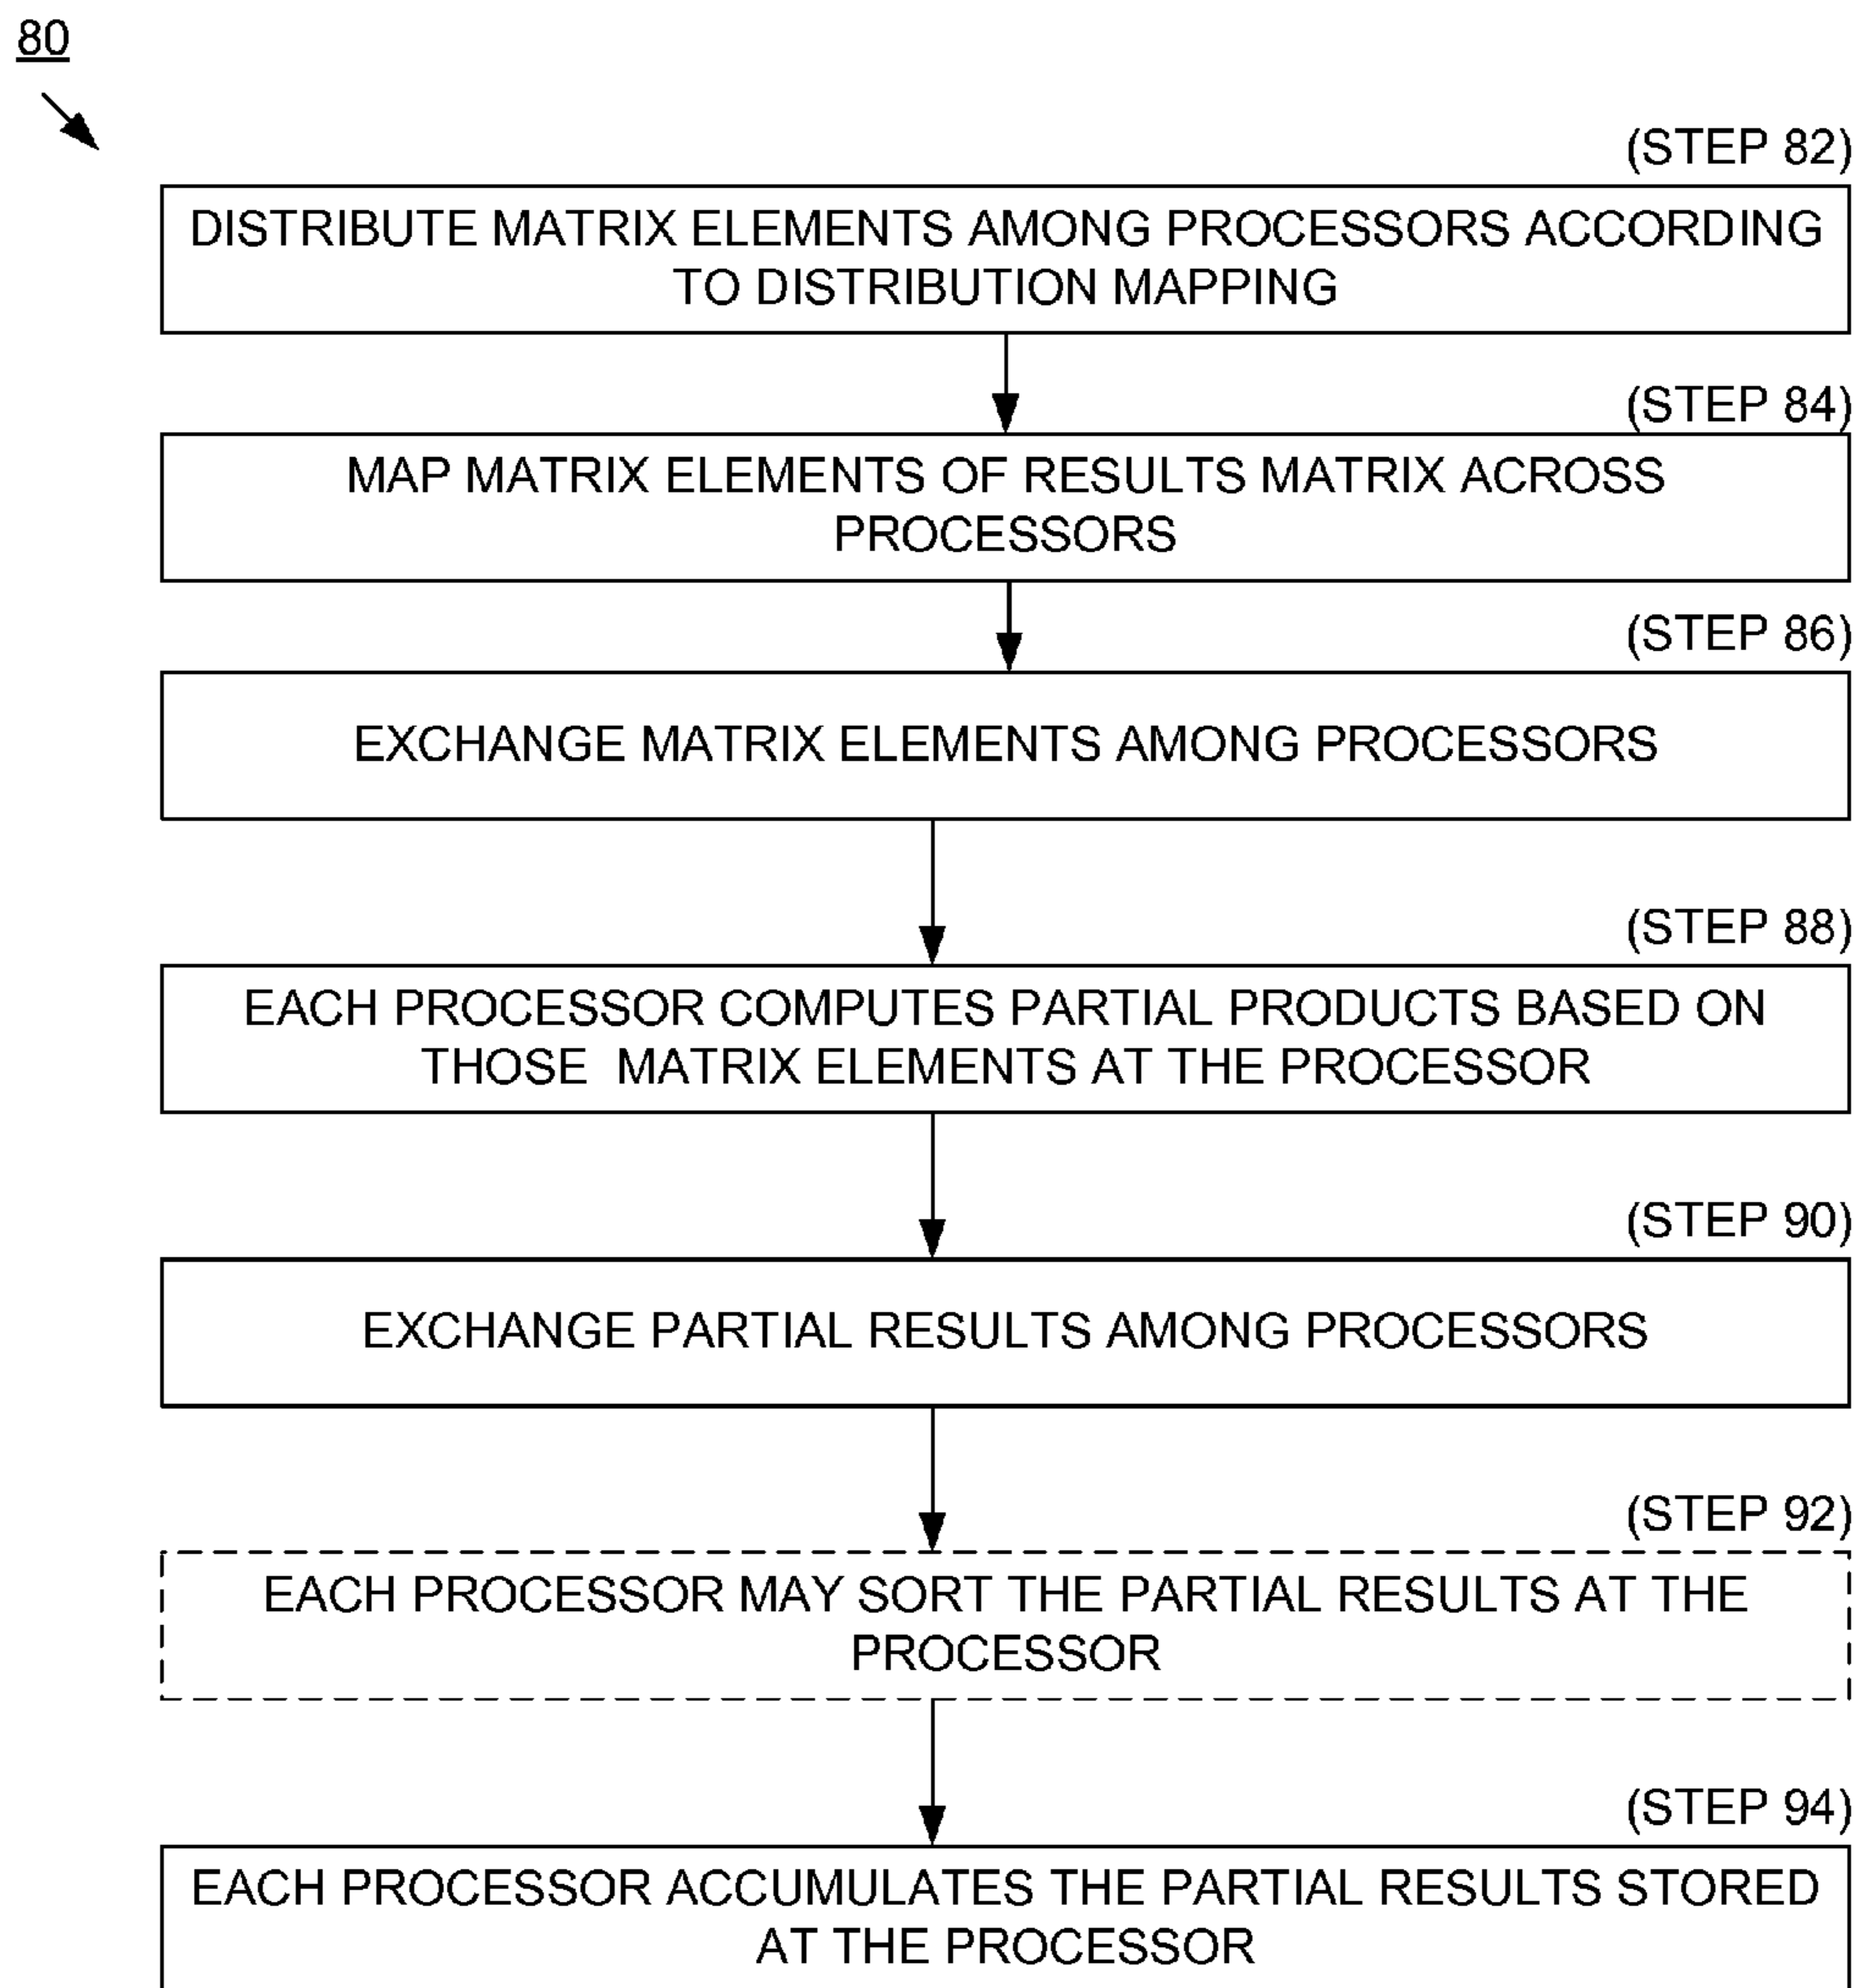 80
(STEP 82)
DISTRIBUTE MATRIX ELEMENTS AMONG PROCESSORS ACCORDING
TO DISTRIBUTION MAPPING
(STEP 84)
MAP MATRIX ELEMENTS OF RESULTS MATRIX ACROSS
PROCESSORS
(STEP 86)
EXCHANGE MATRIX ELEMENTS AMONG PROCESSORS
(STEP 88)
EACH PROCESSOR COMPUTES PARTIAL PRODUCTS BASED ON
THOSE MATRIX ELEMENTS AT THE PROCESSOR
(STEP 90)
EXCHANGE PARTIAL RESULTS AMONG PROCESSORS
(STEP 92)
EACH PROCESSOR MAY SORT THE PARTIAL RESULTS AT THE
PROCESSOR
(STEP 94)
EACH PROCESSOR ACCUMULATES THE PARTIAL RESULTS STORED
AT THE PROCESSOR